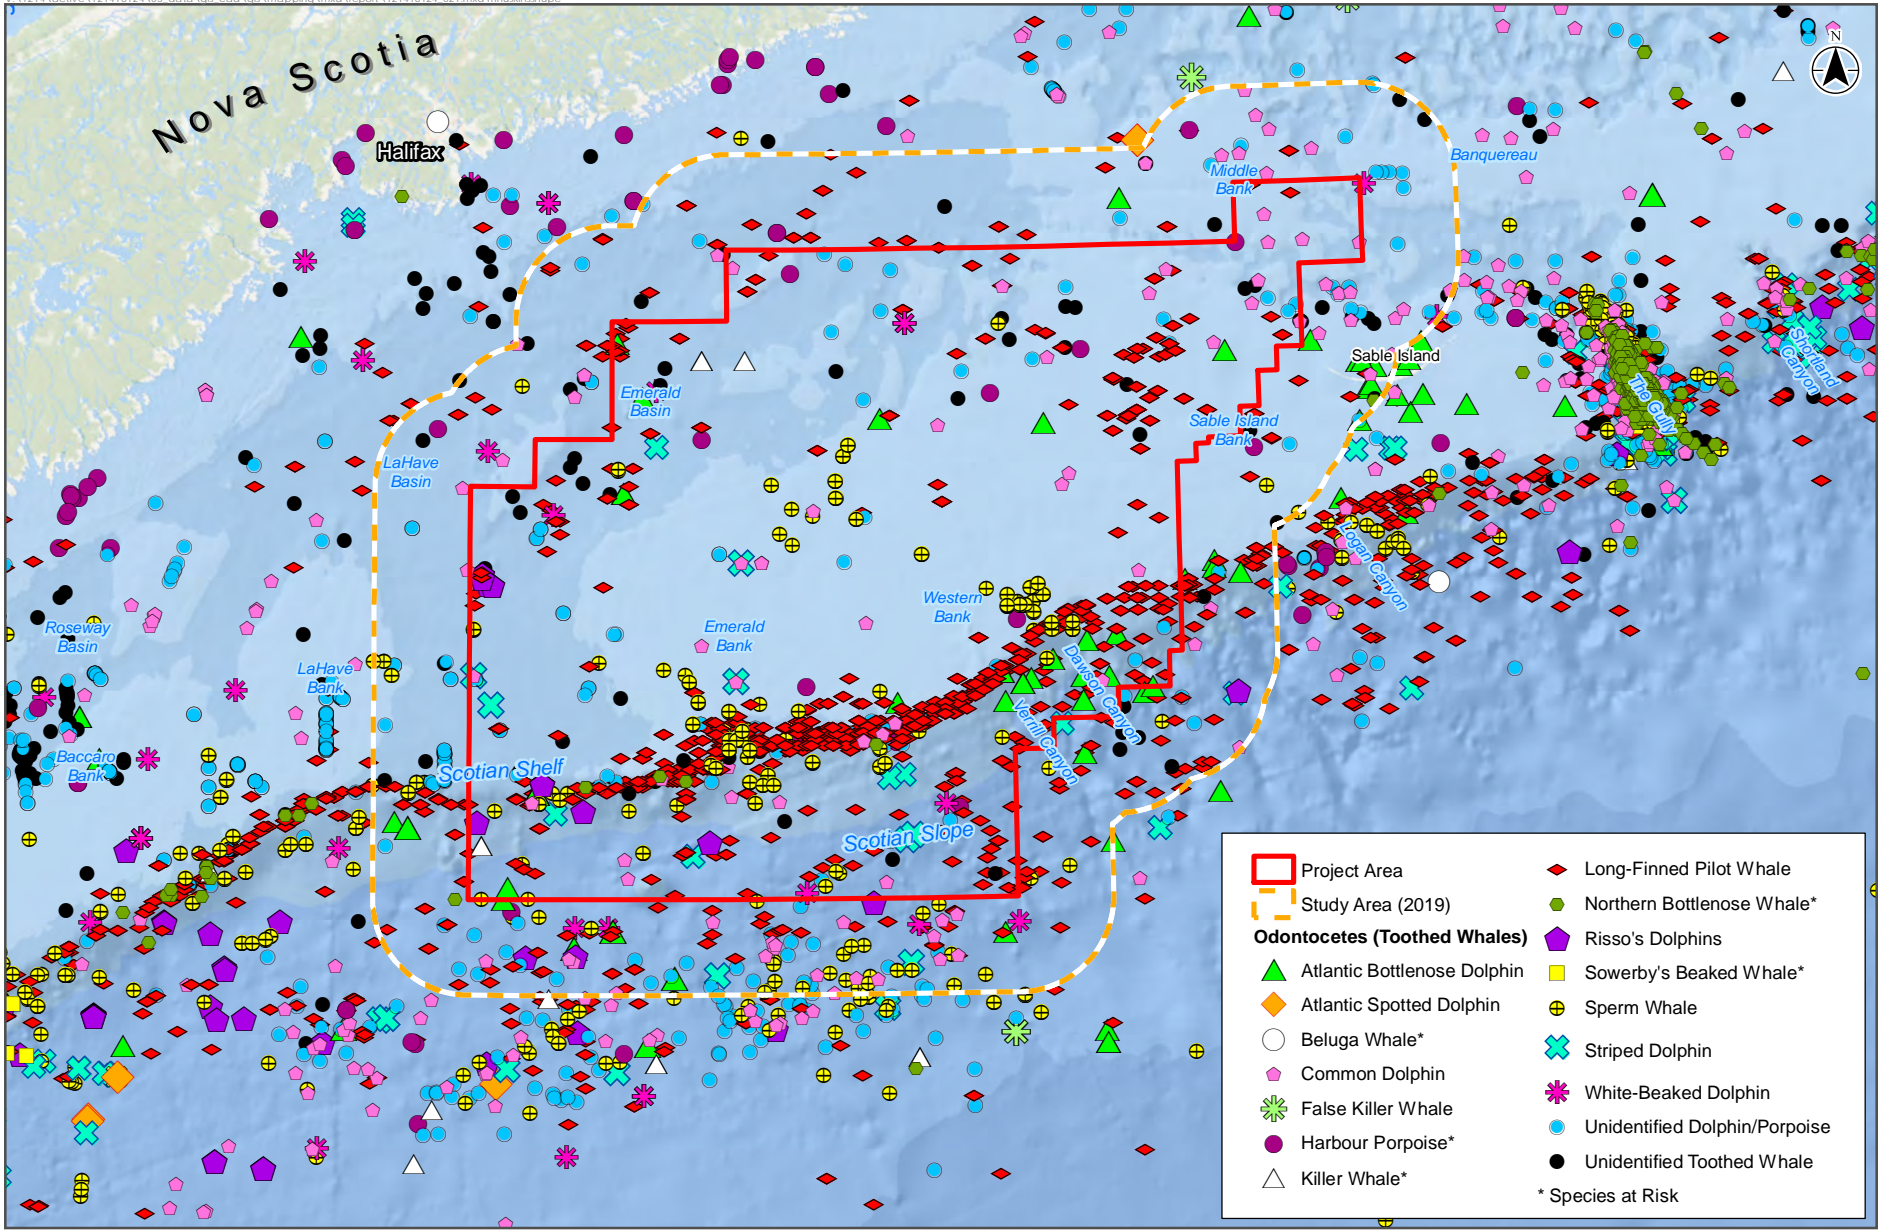 N
Nova Scotia
Halifax
Middle
Bank
Banquereau
Sable Island
Shortland
Canyon
The Gully
Emerald
Basin
Sable Island
Bank
LaHave
Basin
Logan Canyon
Western
Bank
Roseway
Basin
Emerald
Bank
LaHave
Bank
Dawson Canyon
Verrill Canyon
Baccaro
Bank
Scotian Shelf
Scotian Slope
Project Area
Study Area (2019)
Odontocetes (Toothed Whales)
Atlantic Bottlenose Dolphin
Atlantic Spotted Dolphin
Beluga Whale*
Common Dolphin
False Killer Whale
Harbour Porpoise*
Killer Whale*
Long-Finned Pilot Whale
Northern Bottlenose Whale*
Risso's Dolphins
Sowerby's Beaked Whale*
Sperm Whale
Striped Dolphin
White-Beaked Dolphin
Unidentified Dolphin/Porpoise
Unidentified Toothed Whale
* Species at Risk